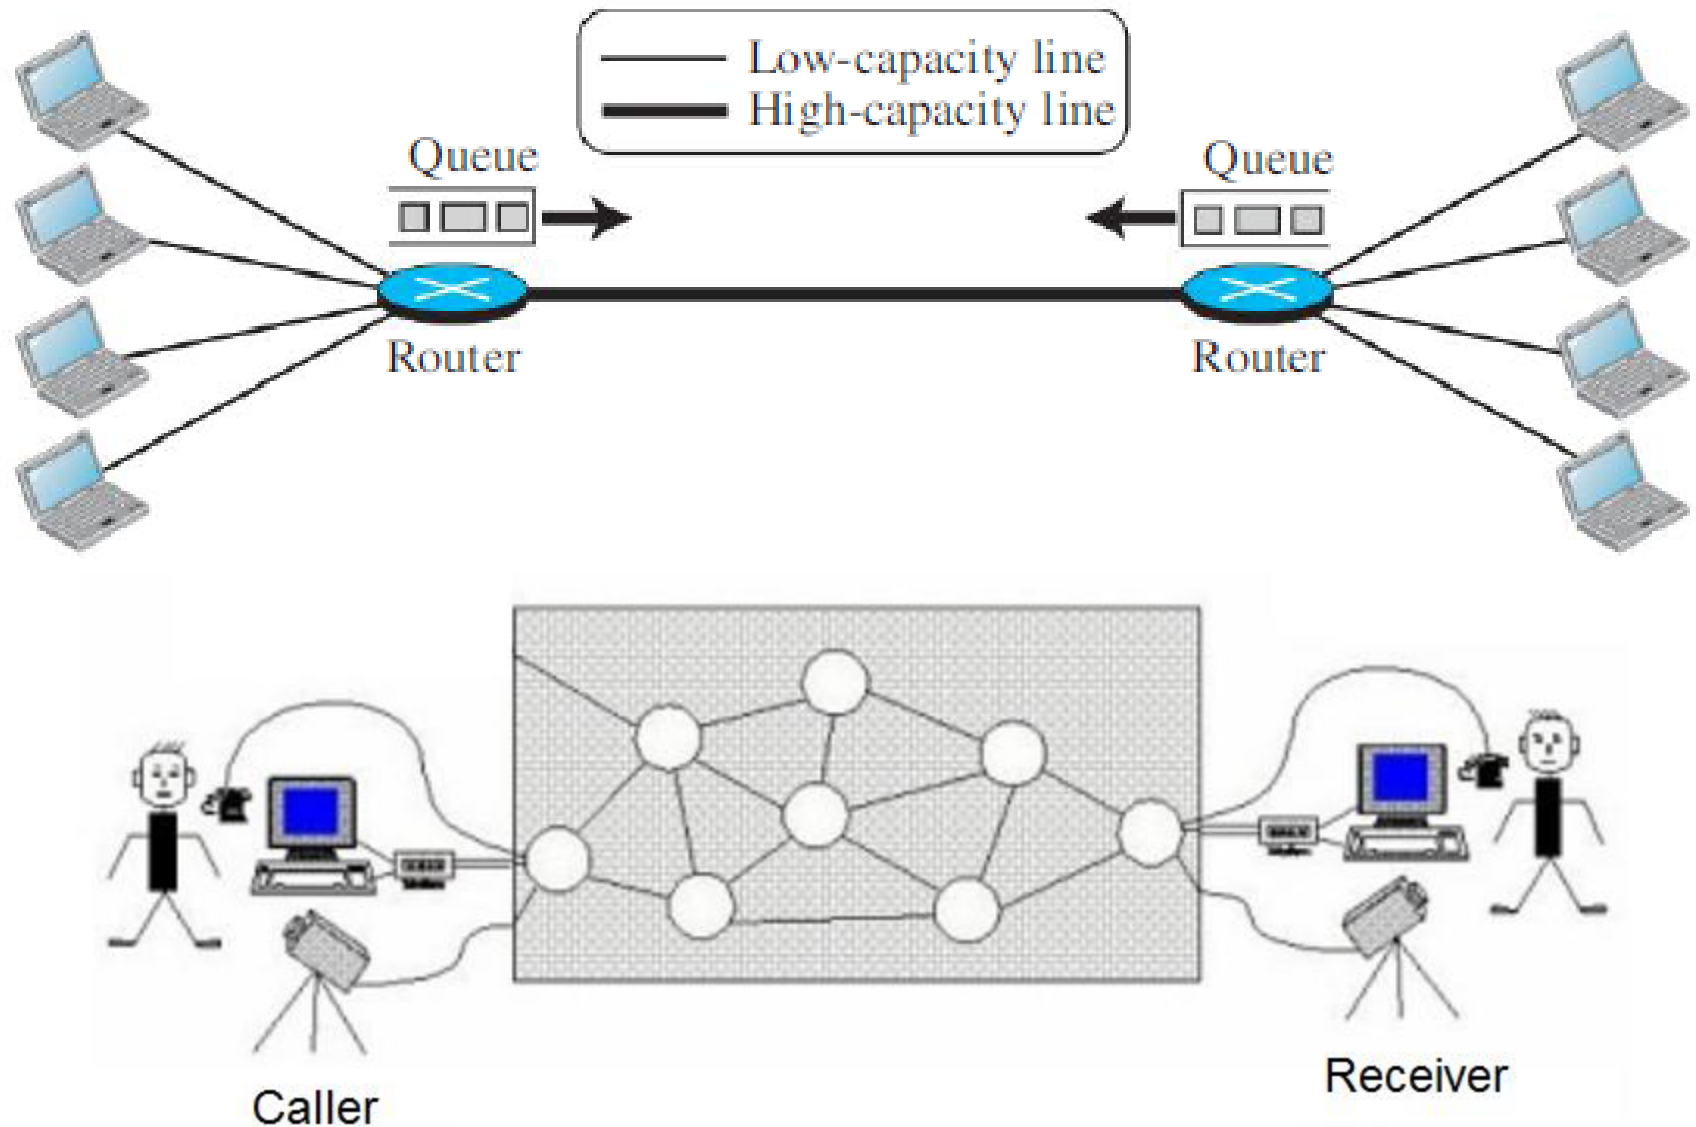 Low-capacity line
High-capacity line
Queue
Queue
Router
Router
Caller
Receiver